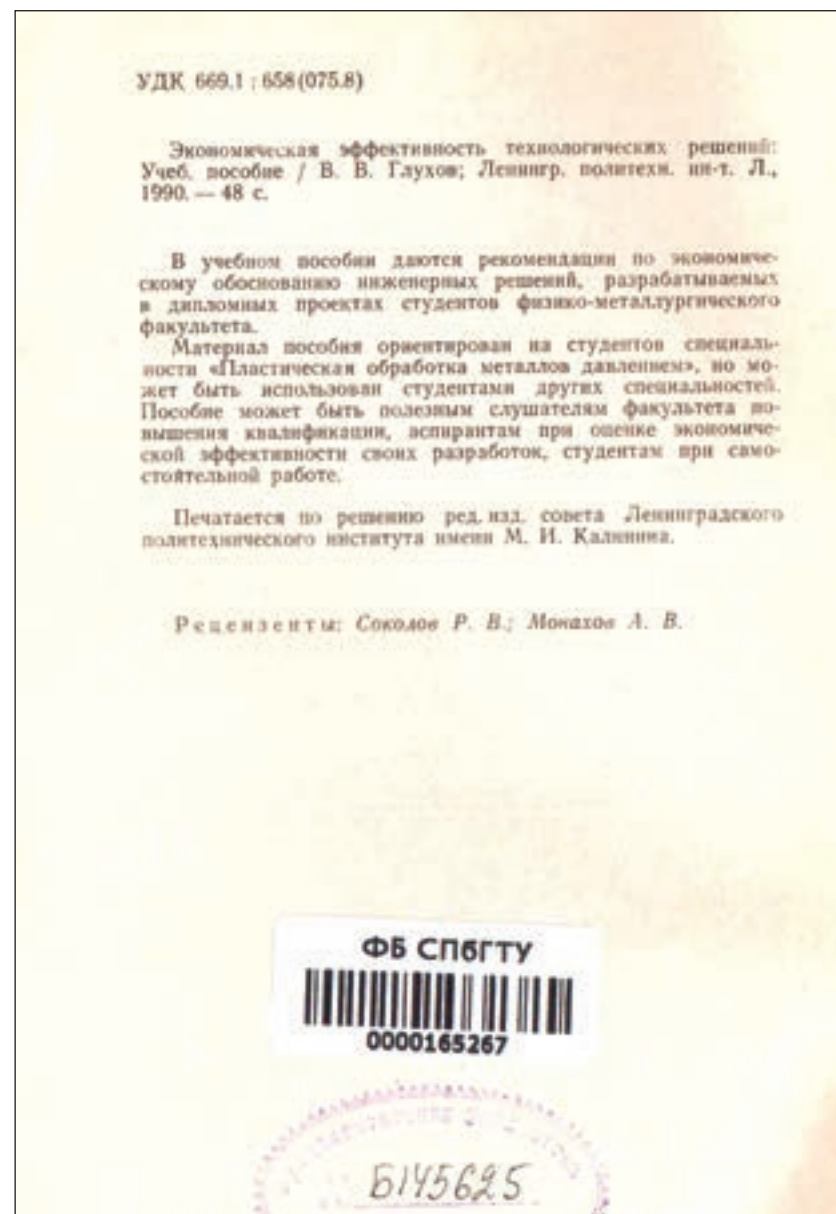 УДК 669.1 : 658(075.8)
Экономическая эффективность технологических решений:
Учеб. пособие / В. В. Глухов; Ленингр. политехн. ин-т. Л.,
1990. — 48 с.
В учебном пособии даются рекомендации по экономиче-
скому обоснованию инженерных решений, разрабатываемых
в дипломных проектах студентов физико-металлургического
факультета.
Материал пособия ориентирован на студентов специаль-
ности «Пластическая обработка металлов давлением», но мо-
жет быть использован студентами других специальностей.
Пособие может быть полезным слушателям факультета по-
вышения квалификации, аспирантам при оценке экономиче-
ской эффективности своих разработок, студентам при само-
стоятельной работе.
Печатается по решению ред. изд. совета Ленинградского
политехнического института имени М. И. Калинина.
Рецензенты: Соколов Р. В.; Монахов А. В.
ФБ СПбГТУ
0000165267
Б145625